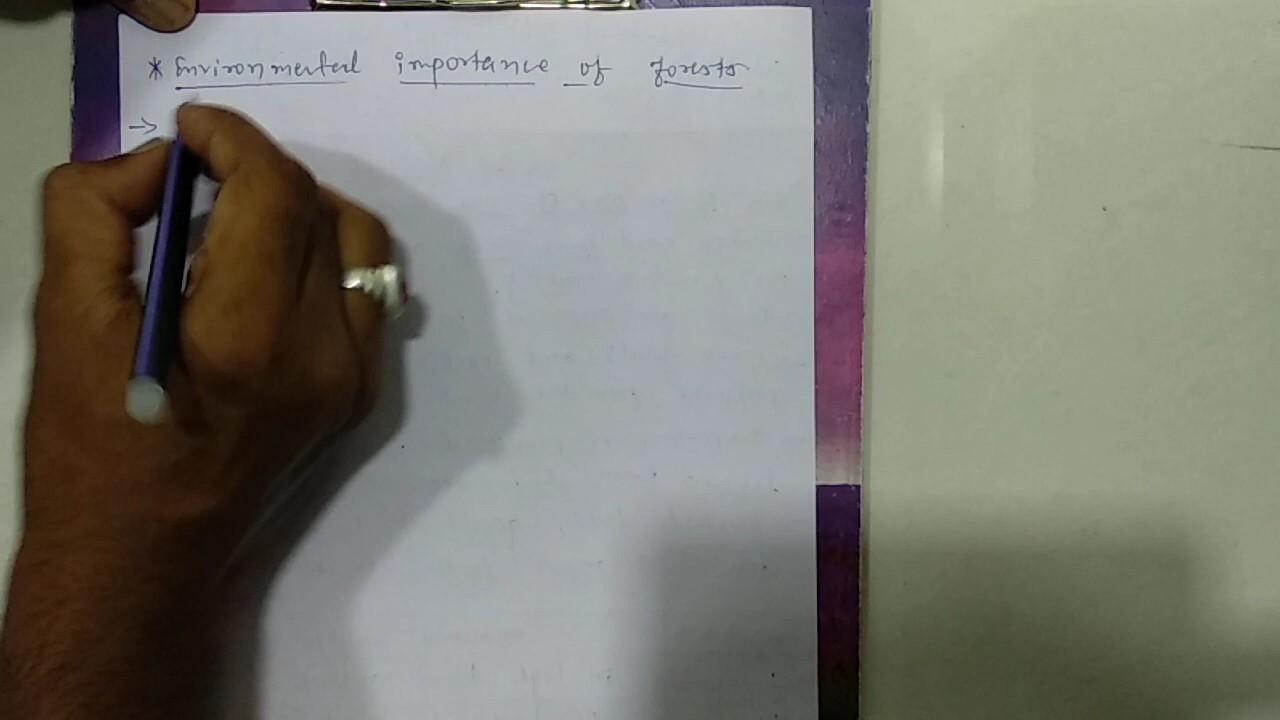 * Environmental importance of forests
→